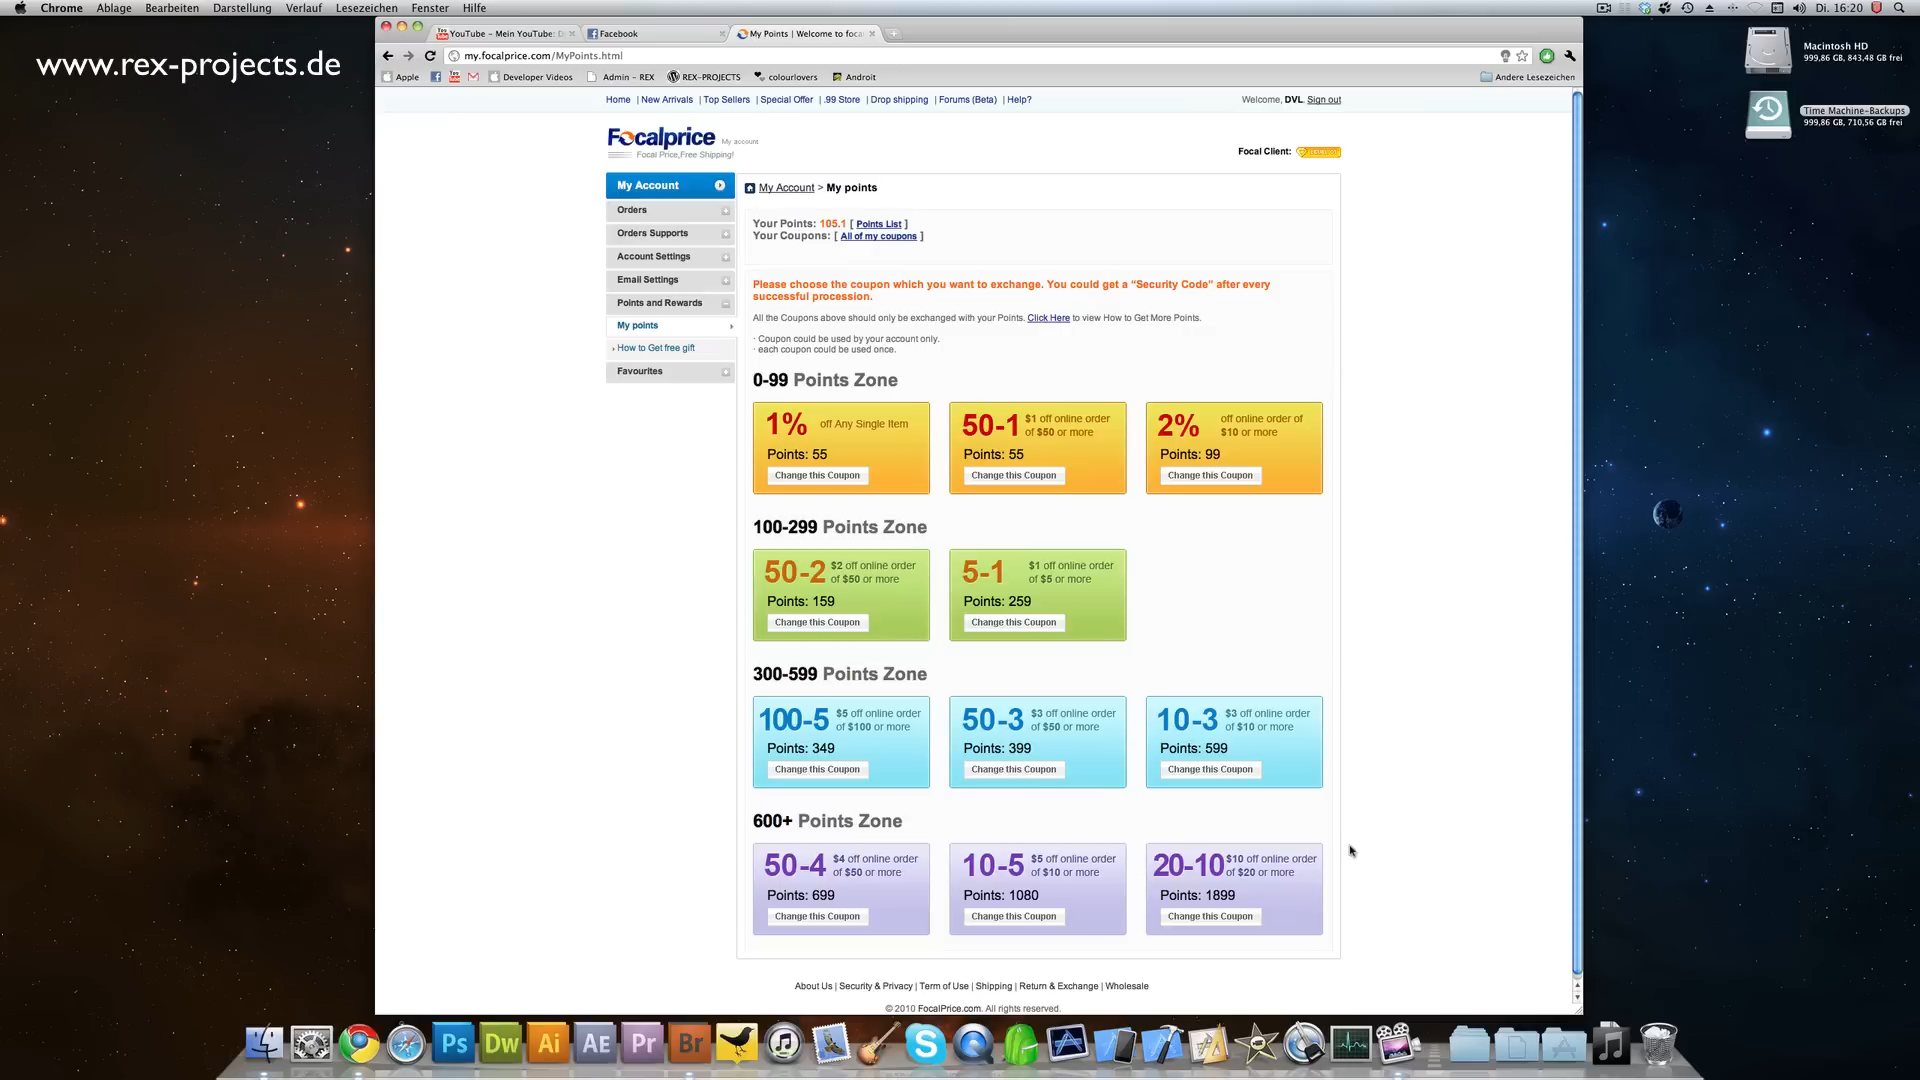 Chrome Ablage Bearbeiten Darstellung Verlauf Lesezeichen Fenster Hilfe
Di. 16:20
www.rex-projects.de
YouTube - Mein YouTube: D
Facebook
My Points | Welcome to foca
my.focalprice.com/MyPoints.html
Apple
Developer Videos
Admin - REX
REX-PROJECTS
colourlovers
Androit
Andere Lesezeichen
Macintosh HD
999,86 GB, 843,48 GB frei
Time Machine-Backups
999,86 GB, 710,56 GB frei
Home | New Arrivals | Top Sellers | Special Offer | .99 Store | Drop shipping | Forums (Beta) | Help?
Welcome, DVL. Sign out
Focalprice My account
Focal Price,Free Shipping!
Focal Client:
My Account
Orders
Orders Supports
Account Settings
Email Settings
Points and Rewards
My points
How to Get free gift
Favourites
My Account > My points
Your Points: 105.1 [ Points List ]
Your Coupons: [ All of my coupons ]
Please choose the coupon which you want to exchange. You could get a “Security Code” after every
successful procession.
All the Coupons above should only be exchanged with your Points. Click Here to view How to Get More Points.
· Coupon could be used by your account only.
· each coupon could be used once.
0-99 Points Zone
1% off Any Single Item
Points: 55
Change this Coupon
50-1 $1 off online order
of $50 or more
Points: 55
Change this Coupon
2% off online order of
$10 or more
Points: 99
Change this Coupon
100-299 Points Zone
50-2 $2 off online order
of $50 or more
Points: 159
Change this Coupon
5-1 $1 off online order
of $5 or more
Points: 259
Change this Coupon
300-599 Points Zone
100-5 $5 off online order
of $100 or more
Points: 349
Change this Coupon
50-3 $3 off online order
of $50 or more
Points: 399
Change this Coupon
10-3 $3 off online order
of $10 or more
Points: 599
Change this Coupon
600+ Points Zone
50-4 $4 off online order
of $50 or more
Points: 699
Change this Coupon
10-5 $5 off online order
of $10 or more
Points: 1080
Change this Coupon
20-10 $10 off online order
of $20 or more
Points: 1899
Change this Coupon
About Us | Security & Privacy | Term of Use | Shipping | Return & Exchange | Wholesale
© 2010 FocalPrice.com. All rights reserved.
Ps Dw Ai AE Pr Br